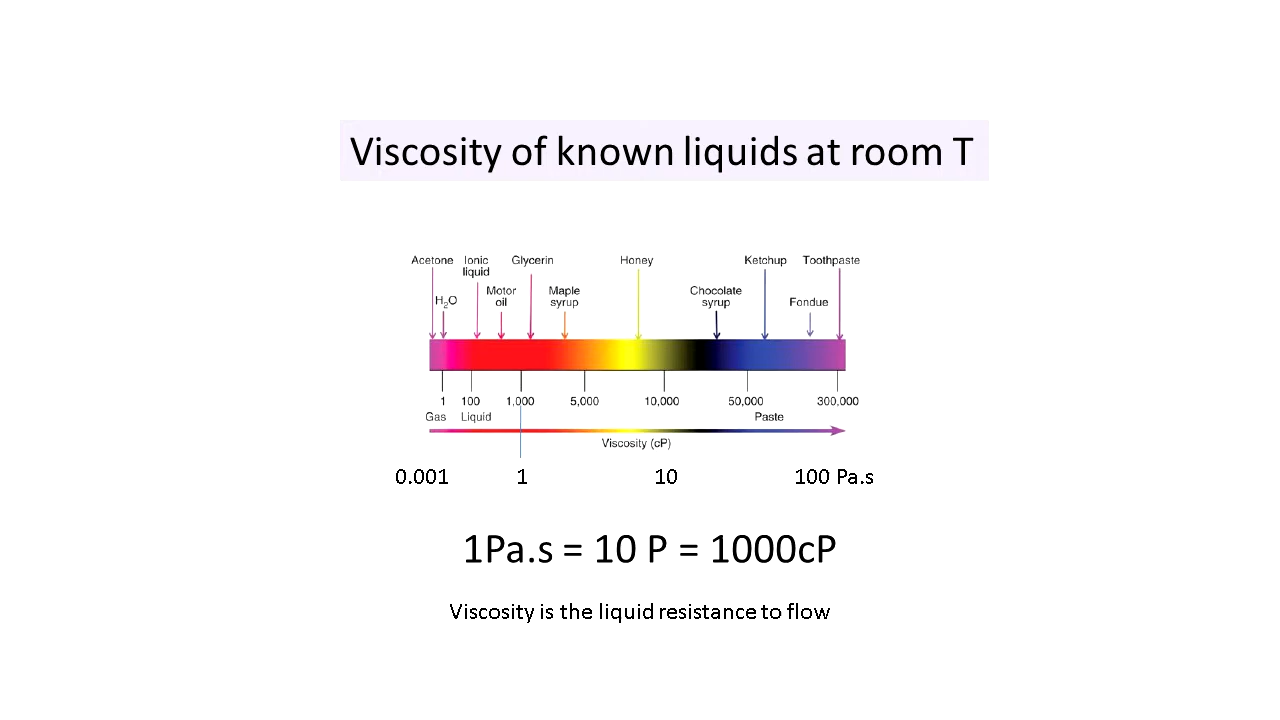 Viscosity of known liquids at room T
Acetone Ionic liquid Glycerin Honey Ketchup Toothpaste
H₂O Motor oil Maple syrup Chocolate syrup Fondue
1 100 1,000 5,000 10,000 50,000 300,000
Gas Liquid Paste
Viscosity (cP)
0.001 1 10 100 Pa.s
1Pa.s = 10 P = 1000cP
Viscosity is the liquid resistance to flow